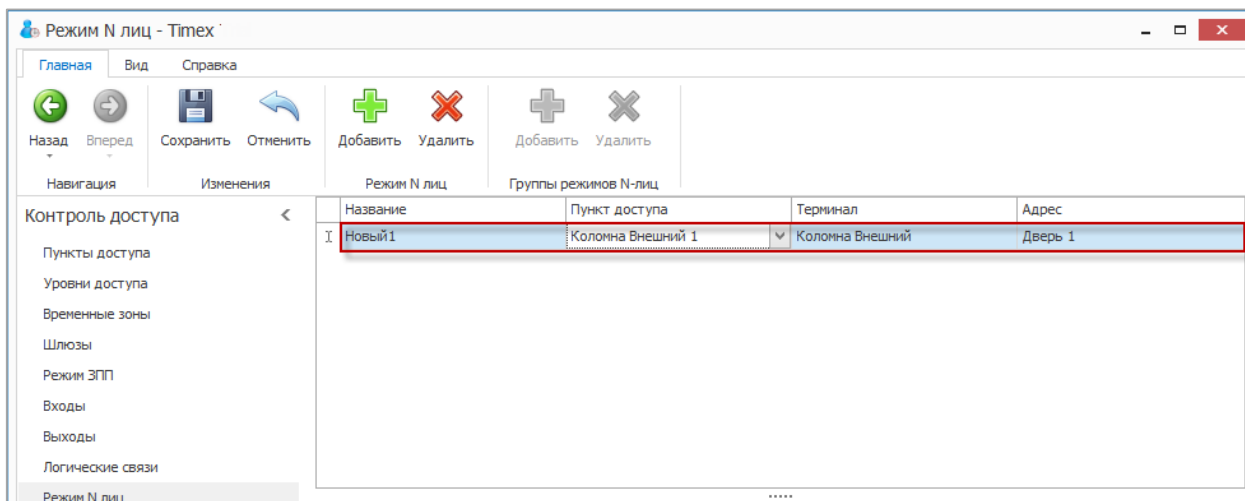 Режим N лиц - Timex
Главная Вид Справка
Назад Вперед Сохранить Отменить Добавить Удалить Добавить Удалить
Навигация Изменения Режим N лиц Группы режимов N-лиц
Контроль доступа
Название Пункт доступа Терминал Адрес
Новый1 Коломна Внешний 1 Коломна Внешний Дверь 1
Пункты доступа
Уровни доступа
Временные зоны
Шлюзы
Режим ЗПП
Входы
Выходы
Логические связи
Режим N лиц